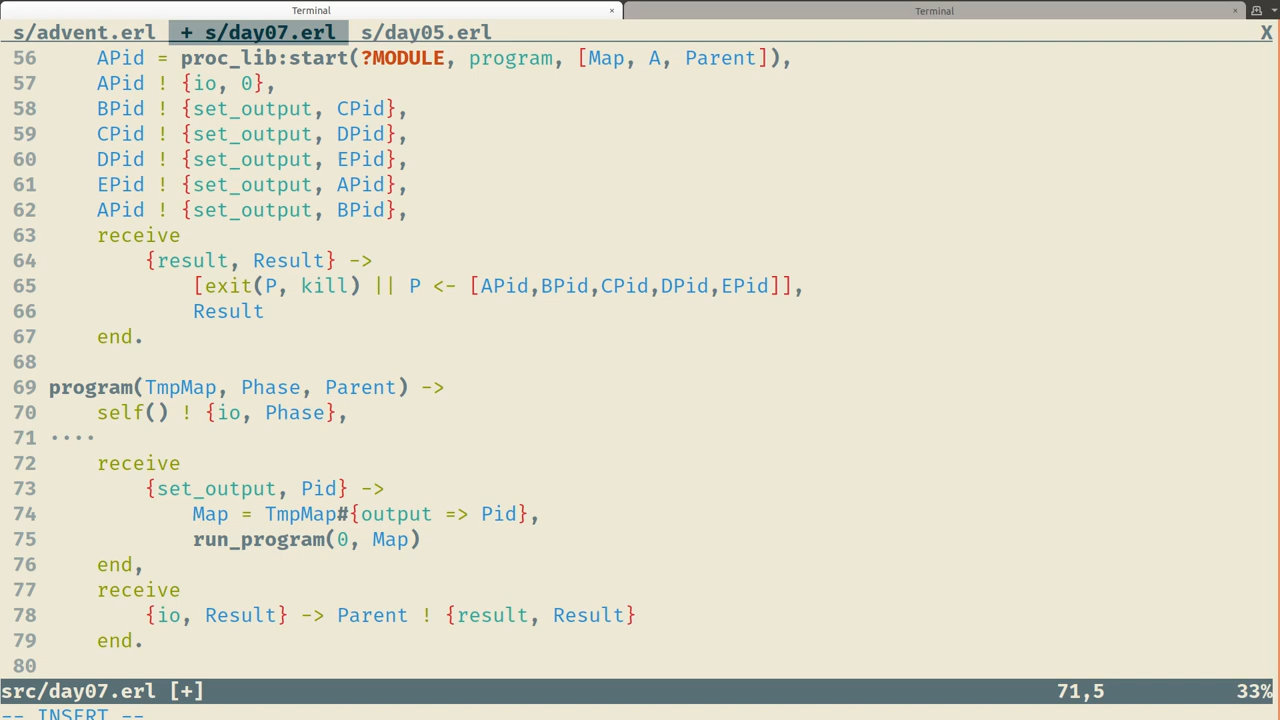 Terminal × Terminal ×
s/advent.erl + s/day07.erl s/day05.erl X
56     APid = proc_lib:start(?MODULE, program, [Map, A, Parent]),
57     APid ! {io, 0},
58     BPid ! {set_output, CPid},
59     CPid ! {set_output, DPid},
60     DPid ! {set_output, EPid},
61     EPid ! {set_output, APid},
62     APid ! {set_output, BPid},
63     receive
64         {result, Result} ->
65             [exit(P, kill) || P <- [APid,BPid,CPid,DPid,EPid]],
66             Result
67     end.
68
69 program(TmpMap, Phase, Parent) ->
70     self() ! {io, Phase},
71 ····
72     receive
73         {set_output, Pid} ->
74             Map = TmpMap#{output => Pid},
75             run_program(0, Map)
76     end,
77     receive
78         {io, Result} -> Parent ! {result, Result}
79     end.
80
src/day07.erl [+] 71,5 33%
-- INSERT --